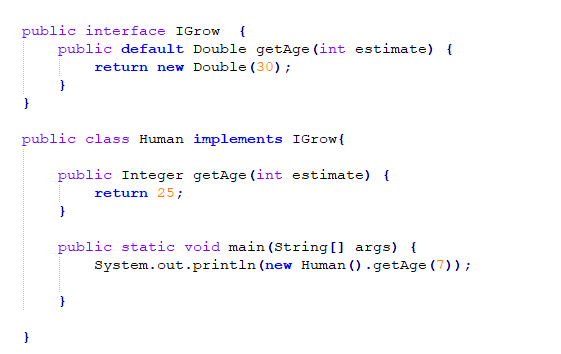 public interface IGrow  {
    public default Double getAge(int estimate) {
        return new Double(30);
    }
}
public class Human implements IGrow{
    public Integer getAge(int estimate) {
        return 25;
    }
    public static void main(String[] args) {
        System.out.println(new Human().getAge(7));
    }
}